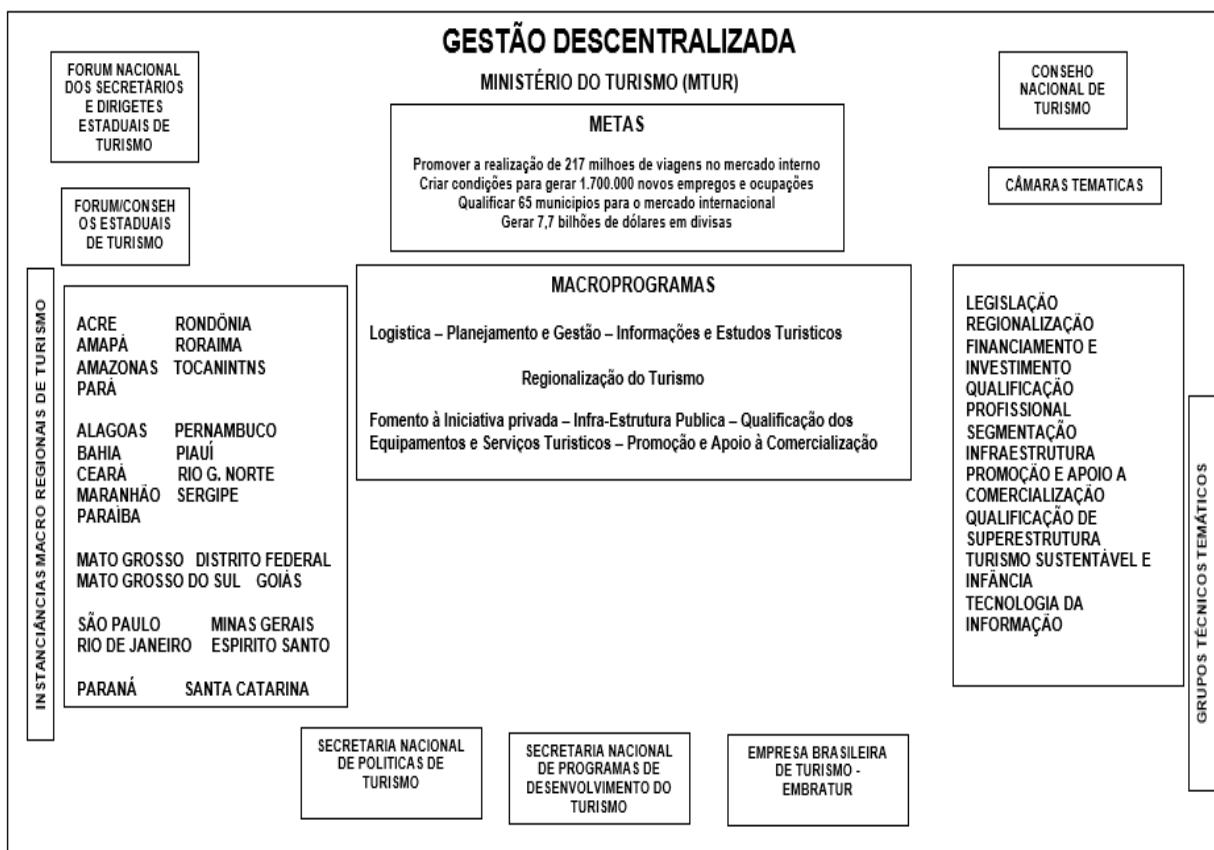 GESTÃO DESCENTRALIZADA
MINISTÉRIO DO TURISMO (MTUR)
FORUM NACIONAL
DOS SECRETÁRIOS
E DIRIGETES
ESTADUAIS DE
TURISMO
CONSEHO
NACIONAL DE
TURISMO
METAS
Promover a realização de 217 milhoes de viagens no mercado interno
Criar condições para gerar 1.700.000 novos empregos e ocupações
Qualificar 65 municipios para o mercado internacional
Gerar 7,7 bilhões de dólares em divisas
CÂMARAS TEMATICAS
FORUM/CONSEH
OS ESTADUAIS
DE TURISMO
INSTANCIÂNCIAS MACRO REGIONAIS DE TURISMO
ACRE RONDÔNIA
AMAPÁ RORAIMA
AMAZONAS TOCANINTNS
PARÁ
ALAGOAS PERNAMBUCO
BAHIA PIAUÍ
CEARÁ RIO G. NORTE
MARANHÃO SERGIPE
PARAÍBA
MATO GROSSO DISTRITO FEDERAL
MATO GROSSO DO SUL GOIÁS
SÃO PAULO MINAS GERAIS
RIO DE JANEIRO ESPIRITO SANTO
PARANÁ SANTA CATARINA
MACROPROGRAMAS
Logistica – Planejamento e Gestão – Informações e Estudos Turisticos
Regionalização do Turismo
Fomento à Iniciativa privada – Infra-Estrutura Publica – Qualificação dos
Equipamentos e Serviços Turisticos – Promoção e Apoio à Comercialização
LEGISLAÇÃO
REGIONALIZAÇÃO
FINANCIAMENTO E
INVESTIMENTO
QUALIFICAÇÃO
PROFISSIONAL
SEGMENTAÇÃO
INFRAESTRUTURA
PROMOÇÃO E APOIO A
COMERCIALIZAÇÃO
QUALIFICAÇÃO DE
SUPERESTRUTURA
TURISMO SUSTENTÁVEL E
INFÂNCIA
TECNOLOGIA DA
INFORMAÇÃO
GRUPOS TÉCNICOS TEMÁTICOS
SECRETARIA NACIONAL
DE POLITICAS DE
TURISMO
SECRETARIA NACIONAL
DE PROGRAMAS DE
DESENVOLVIMENTO DO
TURISMO
EMPRESA BRASILEIRA
DE TURISMO -
EMBRATUR